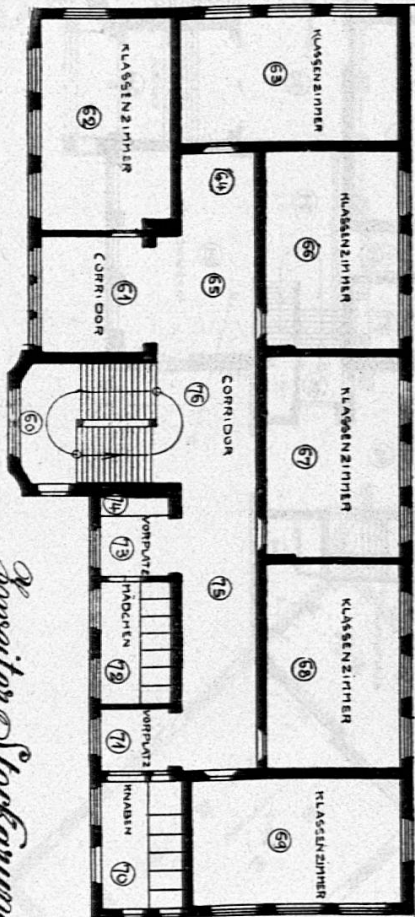 KLASSENZIMMER
63
KLASSENZIMMER
66
KLASSENZIMMER
67
KLASSENZIMMER
68
KLASSENZIMMER
69
64
65
CORRIDOR
76
75
KLASSENZIMMER
62
CORRIDOR
61
60
74
VORPLATZ
73
MÄDCHEN
72
VORPLATZ
71
KNABEN
70